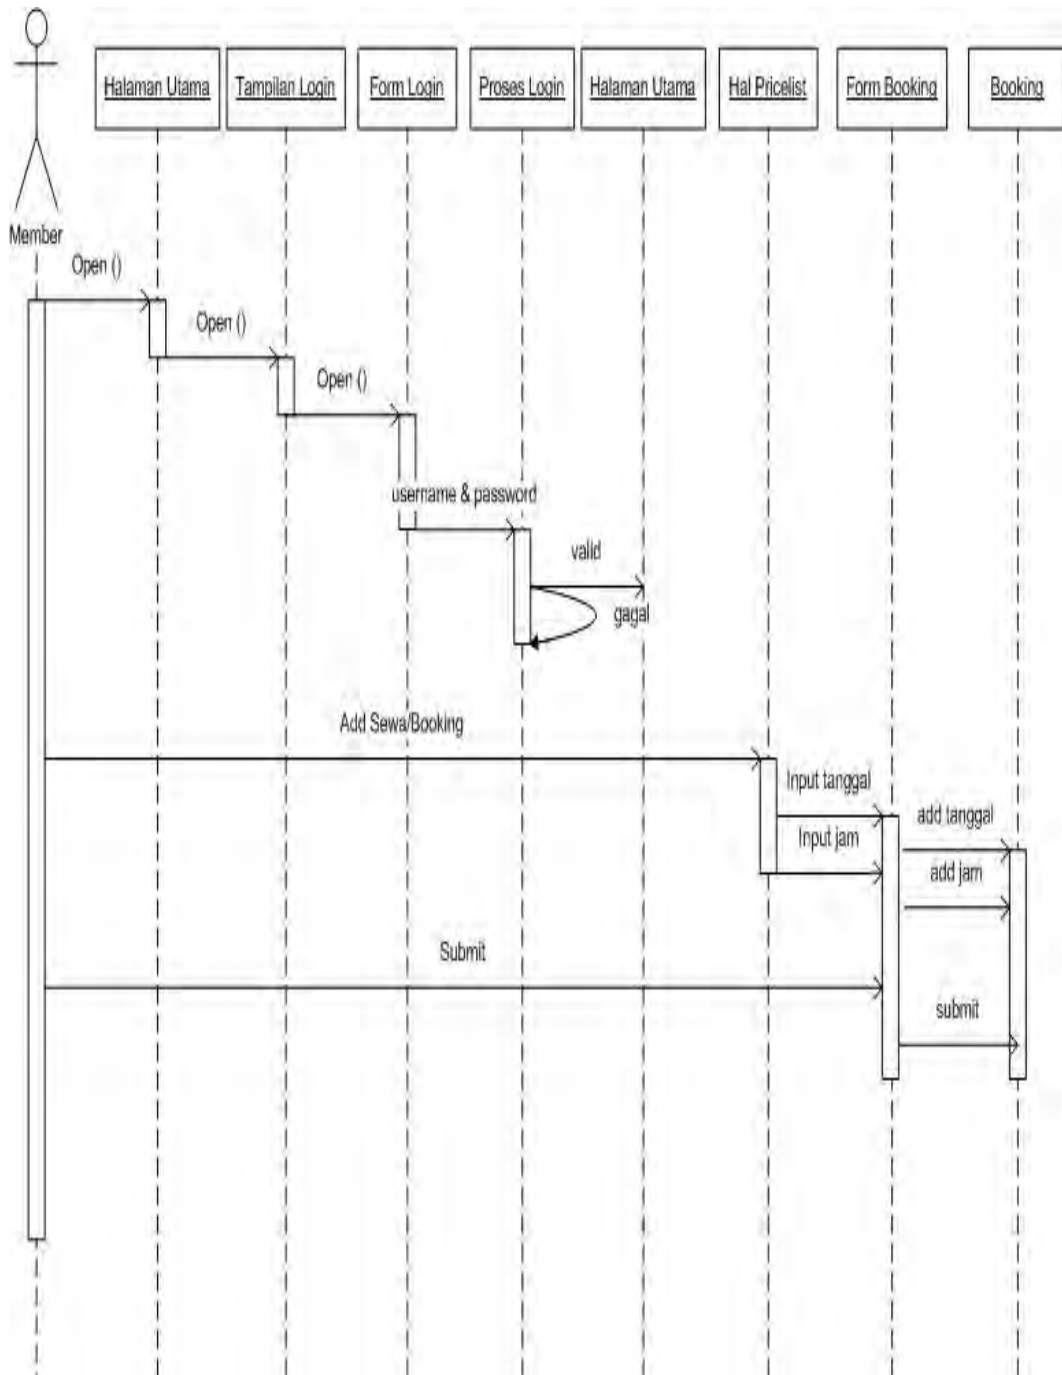 Halaman Utama
Tampilan Login
Form Login
Proses Login
Halaman Utama
Hal Pricelist
Form Booking
Booking
Member
Open ()
Open ()
Open ()
username & password
valid
gagal
Add Sewa/Booking
Input tanggal
add tanggal
Input jam
add jam
Submit
submit